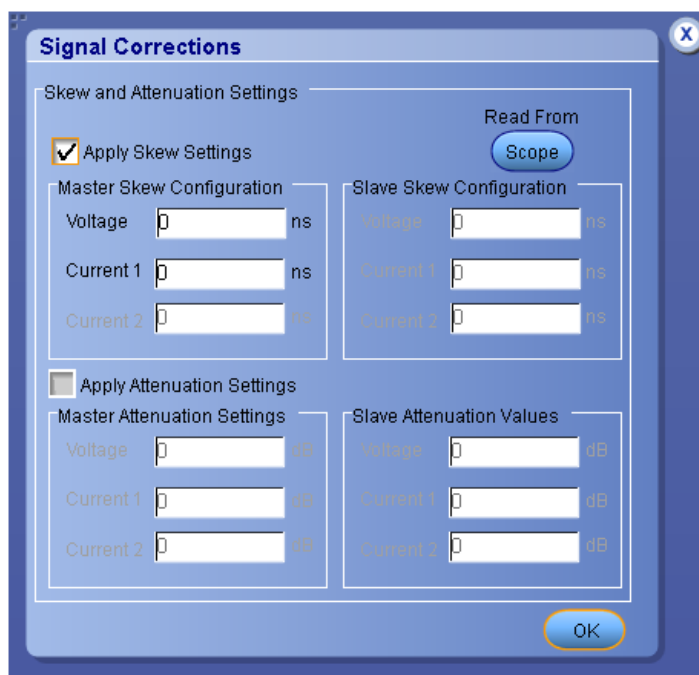 X
Signal Corrections
Skew and Attenuation Settings
Read From
Apply Skew Settings
Scope
Master Skew Configuration
Voltage 0 ns
Current 1 0 ns
Current 2 0 ns
Slave Skew Configuration
Voltage 0 ns
Current 1 0 ns
Current 2 0 ns
Apply Attenuation Settings
Master Attenuation Settings
Voltage 0 dB
Current 1 0 dB
Current 2 0 dB
Slave Attenuation Values
Voltage 0 dB
Current 1 0 dB
Current 2 0 dB
OK